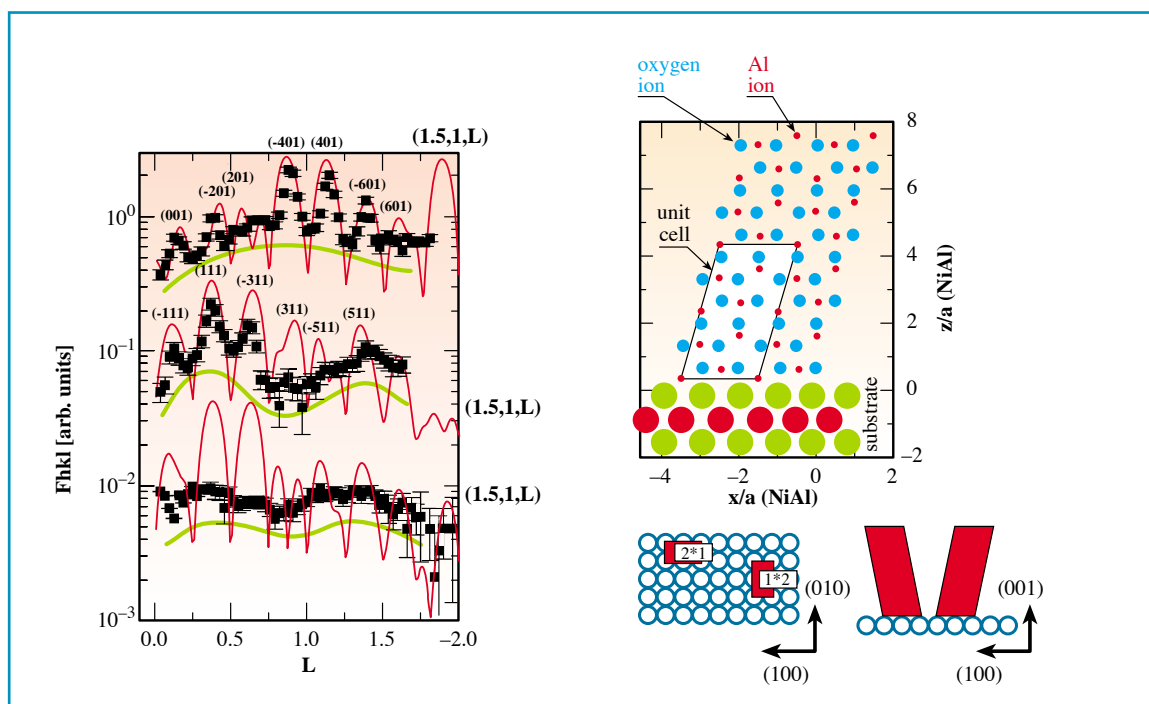 (1.5,1,L)
(-401) (401)
(201)
(-201)
(001)
(-601)
(601)
(111)
(-311)
(-111)
(311)
(-511)
(511)
(1.5,1,L)
(1.5,1,L)
10⁰
10⁻¹
10⁻²
10⁻³
Fhkl [arb. units]
0.0 0.5 1.0 1.5 –2.0
L
oxygen
ion
Al
ion
unit
cell
8
6
4
2
0
–2
z/a (NiAl)
substrate
–4 –2 0 2
x/a (NiAl)
2*1
1*2
(010)
(100)
(001)
(100)